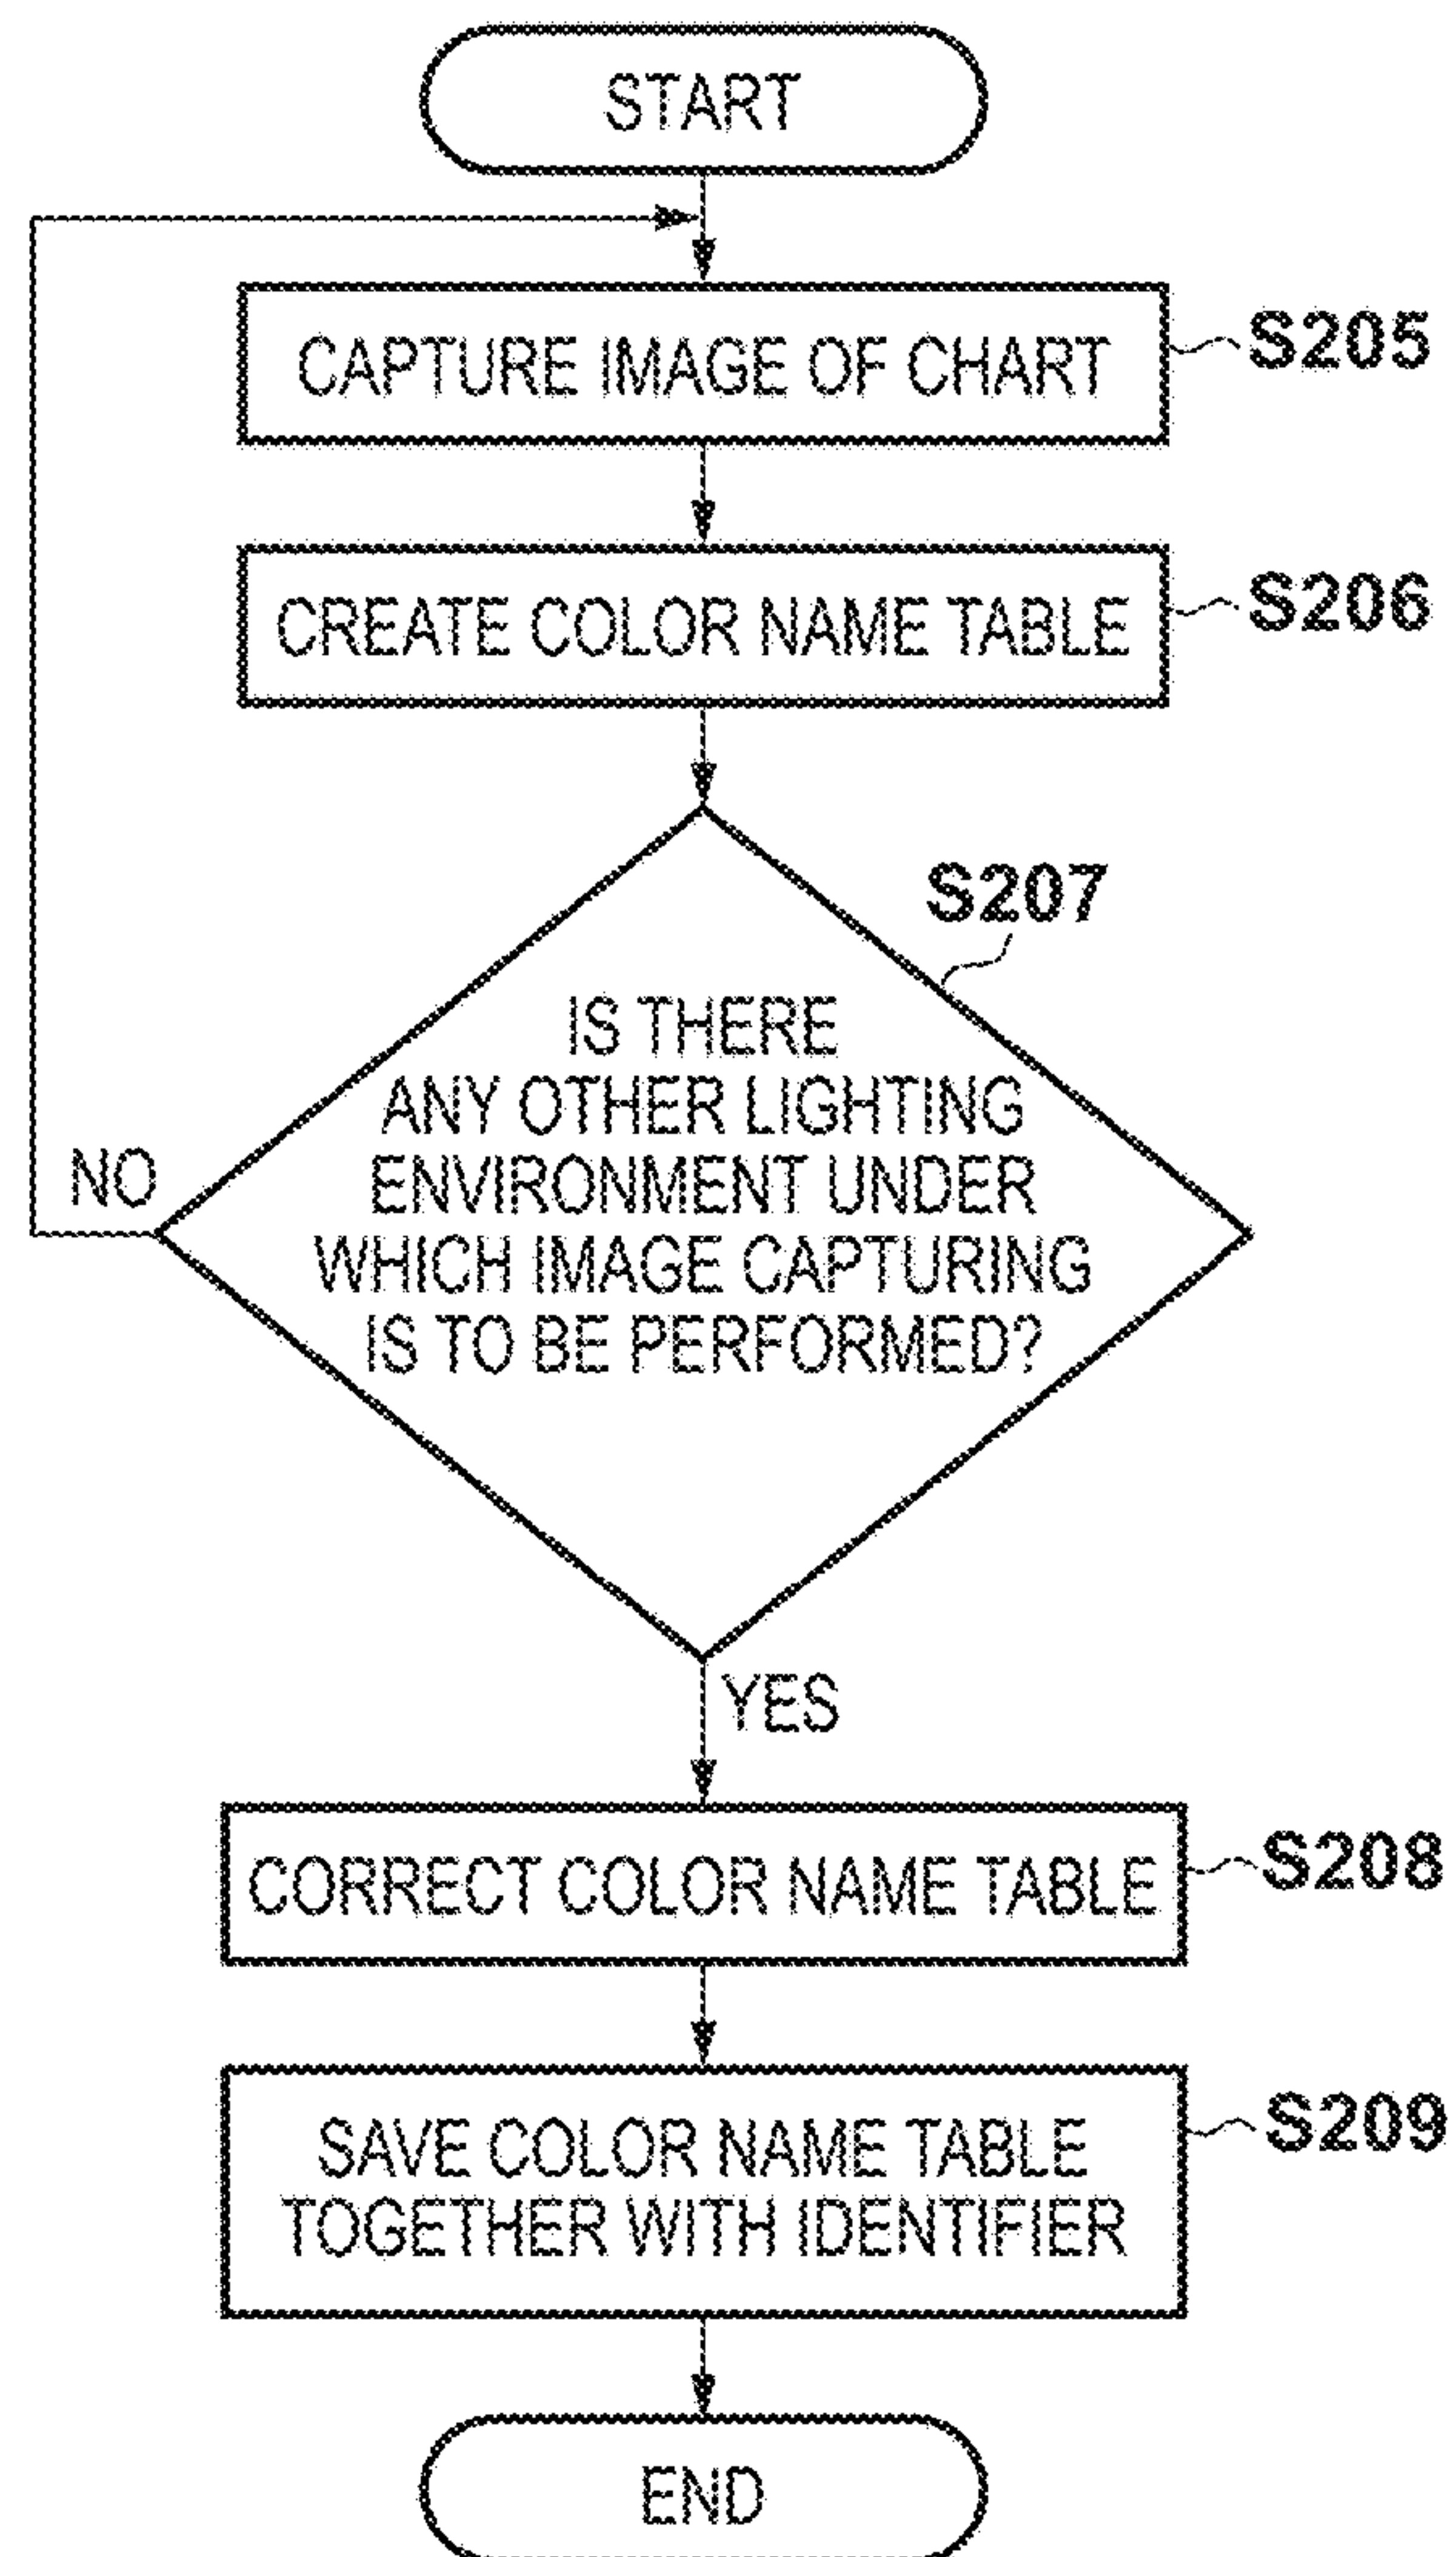 START
CAPTURE IMAGE OF CHART
S205
CREATE COLOR NAME TABLE
S206
S207
IS THERE
ANY OTHER LIGHTING
ENVIRONMENT UNDER
WHICH IMAGE CAPTURING
IS TO BE PERFORMED?
NO
YES
CORRECT COLOR NAME TABLE
S208
SAVE COLOR NAME TABLE
TOGETHER WITH IDENTIFIER
S209
END